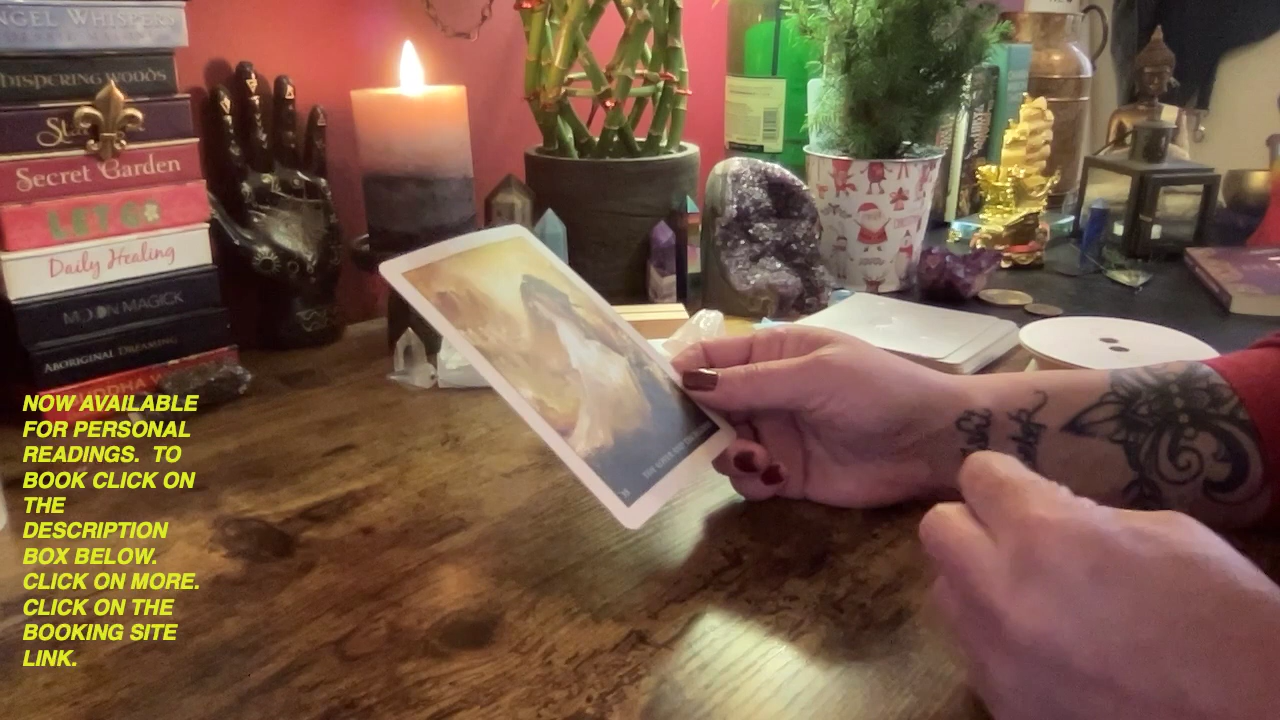 ANGEL WHISPERS
WHISPERING WOODS
Secret Garden
LET GO
Daily Healing
MOON MAGICK
ABORIGINAL DREAMING
BUDDHA
NOW AVAILABLE
FOR PERSONAL
READINGS. TO
BOOK CLICK ON
THE
DESCRIPTION
BOX BELOW.
CLICK ON MORE.
CLICK ON THE
BOOKING SITE
LINK.